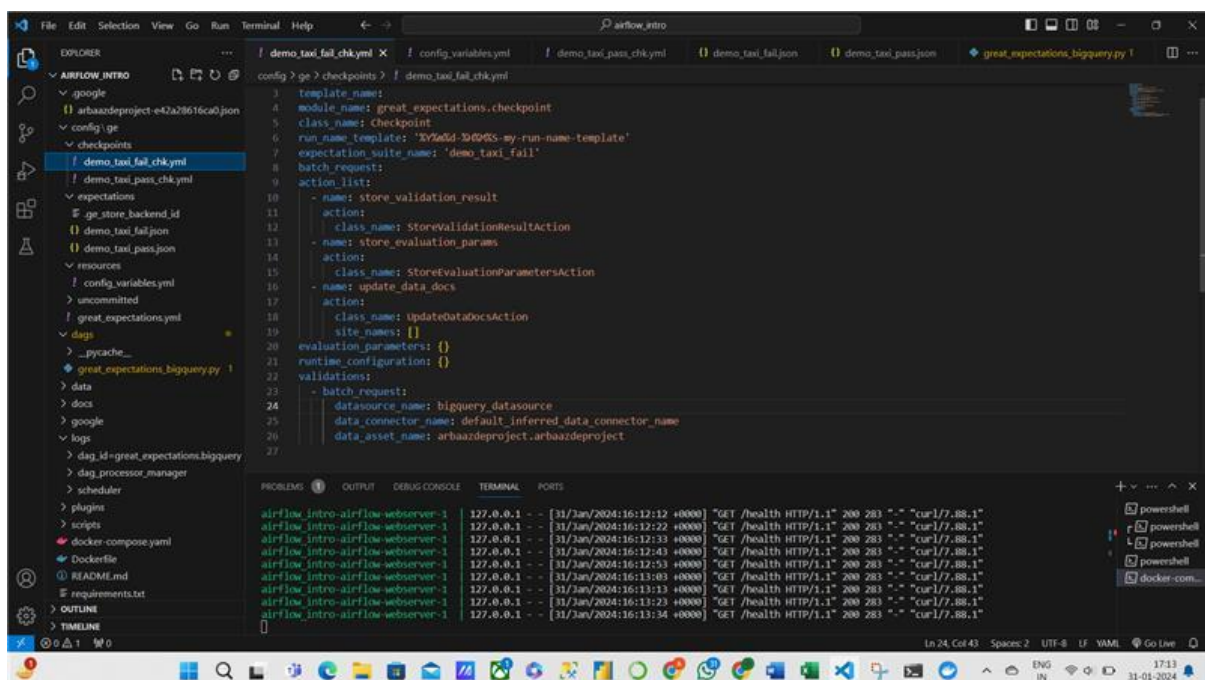 File Edit Selection View Go Run Terminal Help
airflow_intro
EXPLORER
AIRFLOW_INTRO
.google
arbaazdeproject-e42a28616ca0.json
config \ ge
checkpoints
demo_taxi_fail_chk.yml
demo_taxi_pass_chk.yml
expectations
.ge_store_backend_id
demo_taxi_fail.json
demo_taxi_pass.json
resources
config_variables.yml
uncommitted
great_expectations.yml
dags
__pycache__
great_expectations_bigquery.py 1
data
docs
google
logs
dag_id=great_expectations.bigquery
dag_processor_manager
scheduler
plugins
scripts
docker-compose.yaml
Dockerfile
README.md
requirements.txt
OUTLINE
TIMELINE
demo_taxi_fail_chk.yml config_variables.yml demo_taxi_pass_chk.yml demo_taxi_fail.json demo_taxi_pass.json great_expectations_bigquery.py 1
config > ge > checkpoints > demo_taxi_fail_chk.yml
3 template_name:
4 module_name: great_expectations.checkpoint
5 class_name: Checkpoint
6 run_name_template: '%Y%m%d-%H%M%S-my-run-name-template'
7 expectation_suite_name: 'demo_taxi_fail'
8 batch_request:
9 action_list:
10 - name: store_validation_result
11 action:
12 class_name: StoreValidationResultAction
13 - name: store_evaluation_params
14 action:
15 class_name: StoreEvaluationParametersAction
16 - name: update_data_docs
17 action:
18 class_name: UpdateDataDocsAction
19 site_names: []
20 evaluation_parameters: {}
21 runtime_configuration: {}
22 validations:
23 - batch_request:
24 datasource_name: bigquery_datasource
25 data_connector_name: default_inferred_data_connector_name
26 data_asset_name: arbaazdeproject.arbaazdeproject
27
PROBLEMS 1 OUTPUT DEBUG CONSOLE TERMINAL PORTS
airflow_intro-airflow-webserver-1 | 127.0.0.1 - - [31/Jan/2024:16:12:12 +0000] "GET /health HTTP/1.1" 200 283 "-" "curl/7.88.1"
airflow_intro-airflow-webserver-1 | 127.0.0.1 - - [31/Jan/2024:16:12:22 +0000] "GET /health HTTP/1.1" 200 283 "-" "curl/7.88.1"
airflow_intro-airflow-webserver-1 | 127.0.0.1 - - [31/Jan/2024:16:12:33 +0000] "GET /health HTTP/1.1" 200 283 "-" "curl/7.88.1"
airflow_intro-airflow-webserver-1 | 127.0.0.1 - - [31/Jan/2024:16:12:43 +0000] "GET /health HTTP/1.1" 200 283 "-" "curl/7.88.1"
airflow_intro-airflow-webserver-1 | 127.0.0.1 - - [31/Jan/2024:16:12:53 +0000] "GET /health HTTP/1.1" 200 283 "-" "curl/7.88.1"
airflow_intro-airflow-webserver-1 | 127.0.0.1 - - [31/Jan/2024:16:13:03 +0000] "GET /health HTTP/1.1" 200 283 "-" "curl/7.88.1"
airflow_intro-airflow-webserver-1 | 127.0.0.1 - - [31/Jan/2024:16:13:13 +0000] "GET /health HTTP/1.1" 200 283 "-" "curl/7.88.1"
airflow_intro-airflow-webserver-1 | 127.0.0.1 - - [31/Jan/2024:16:13:23 +0000] "GET /health HTTP/1.1" 200 283 "-" "curl/7.88.1"
airflow_intro-airflow-webserver-1 | 127.0.0.1 - - [31/Jan/2024:16:13:34 +0000] "GET /health HTTP/1.1" 200 283 "-" "curl/7.88.1"
powershell
powershell
powershell
powershell
docker-com...
0 1 0
Ln 24, Col 43 Spaces: 2 UTF-8 LF YAML Go Live
ENG
IN
17:13
31-01-2024